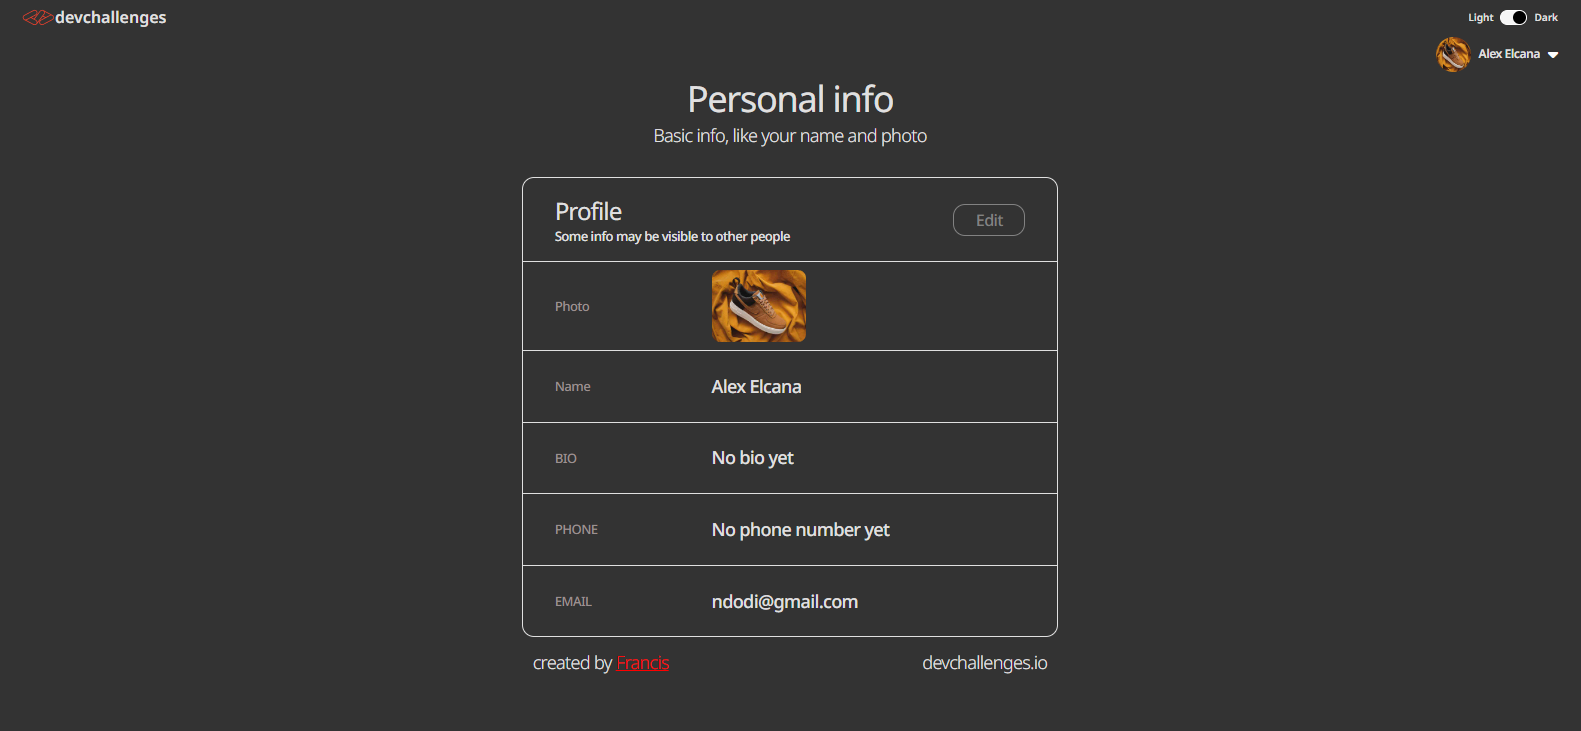 devchallenges
Light Dark
Alex Elcana
Personal info
Basic info, like your name and photo
Profile
Some info may be visible to other people
Edit
Photo
Name Alex Elcana
BIO No bio yet
PHONE No phone number yet
EMAIL ndodi@gmail.com
created by Francis devchallenges.io